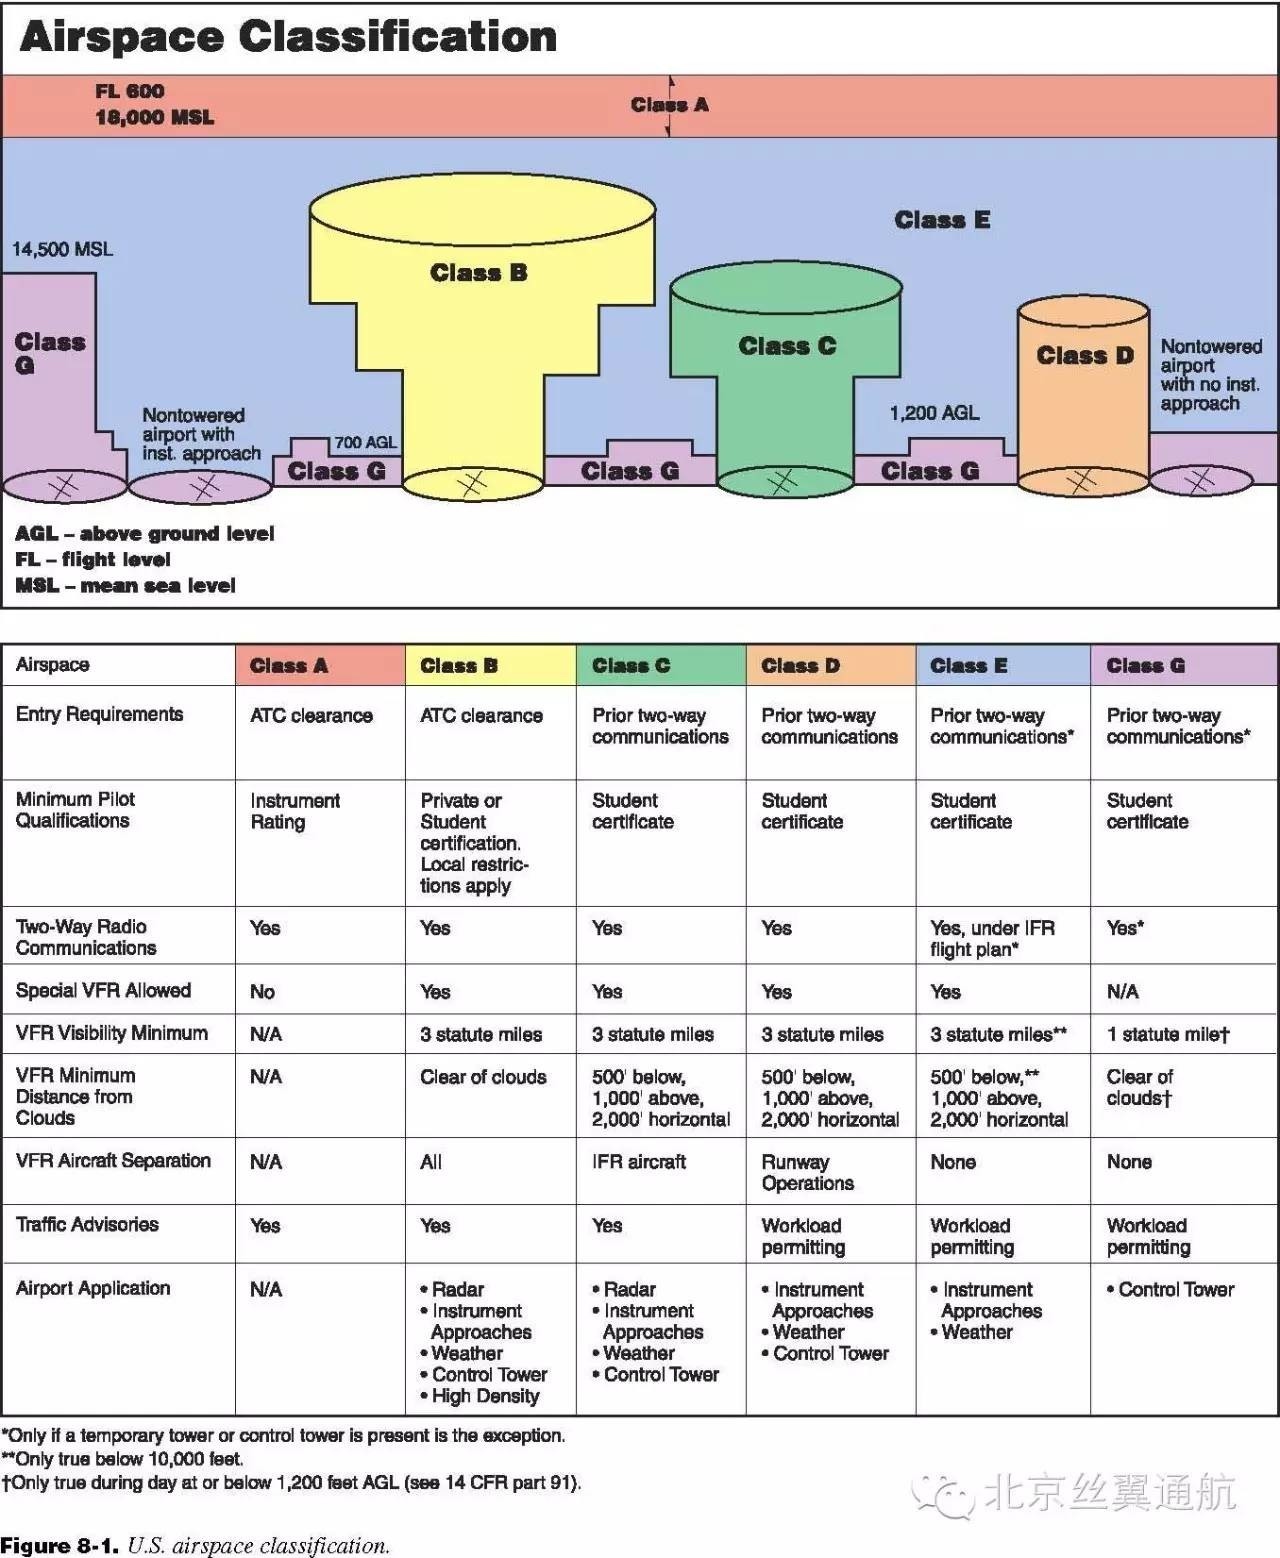 Airspace Classification
FL 600
18,000 MSL
Class A
Class E
14,500 MSL
Class B
Class G
Class C
Class D
Nontowered
airport
with no inst.
approach
Nontowered
airport with
inst. approach
700 AGL
1,200 AGL
Class G
Class G
Class G
AGL – above ground level
FL – flight level
MSL – mean sea level
Airspace Class A Class B Class C Class D Class E Class G
Entry Requirements
ATC clearance
ATC clearance
Prior two-way
communications
Prior two-way
communications
Prior two-way
communications*
Prior two-way
communications*
Minimum Pilot
Qualifications
Instrument
Rating
Private or
Student
certification.
Local restric-
tions apply
Student
certificate
Student
certificate
Student
certificate
Student
certificate
Two-Way Radio
Communications
Yes
Yes
Yes
Yes
Yes, under IFR
flight plan*
Yes*
Special VFR Allowed No Yes Yes Yes Yes N/A
VFR Visibility Minimum N/A 3 statute miles 3 statute miles 3 statute miles 3 statute miles** 1 statute mile†
VFR Minimum
Distance from
Clouds
N/A
Clear of clouds
500' below,
1,000' above,
2,000' horizontal
500' below,
1,000' above,
2,000' horizontal
500' below,**
1,000' above,
2,000' horizontal
Clear of
clouds†
VFR Aircraft Separation
N/A
All
IFR aircraft
Runway
Operations
None
None
Traffic Advisories
Yes
Yes
Yes
Workload
permitting
Workload
permitting
Workload
permitting
Airport Application
N/A
• Radar
• Instrument
Approaches
• Weather
• Control Tower
• High Density
• Radar
• Instrument
Approaches
• Weather
• Control Tower
• Instrument
Approaches
• Weather
• Control Tower
• Instrument
Approaches
• Weather
• Control Tower
*Only if a temporary tower or control tower is present is the exception.
**Only true below 10,000 feet.
†Only true during day at or below 1,200 feet AGL (see 14 CFR part 91).
北京丝翼通航
Figure 8-1. U.S. airspace classification.